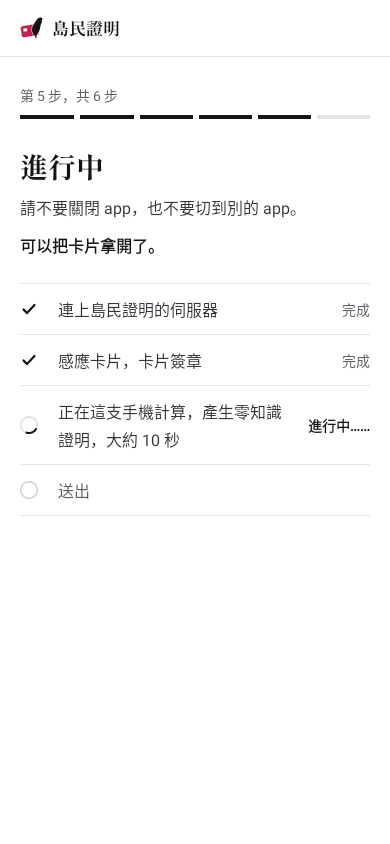 島民證明
第 5 步，共 6 步
進行中
請不要關閉 app，也不要切到別的 app。
可以把卡片拿開了。
連上島民證明的伺服器
完成
感應卡片，卡片簽章
完成
正在這支手機計算，產生零知識
證明，大約 10 秒
進行中……
送出